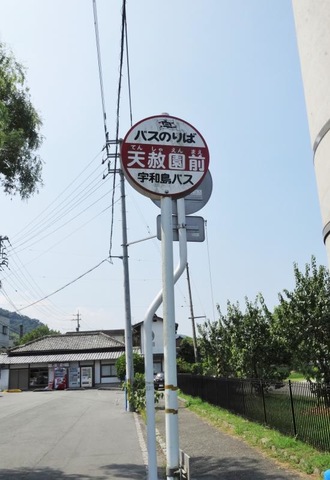 バスのりば
てんしゃえんまえ
天赦園前
宇和島バス